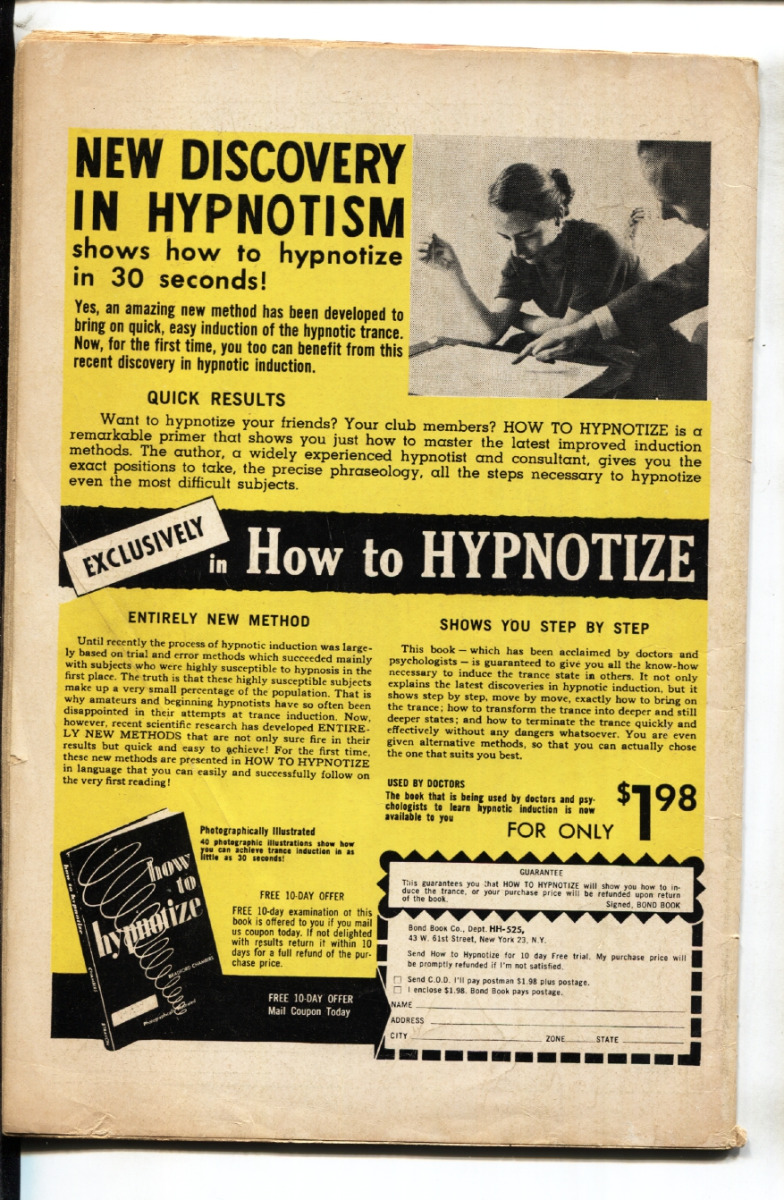 NEW DISCOVERY
IN HYPNOTISM
shows how to hypnotize
in 30 seconds!
Yes, an amazing new method has been developed to
bring on quick, easy induction of the hypnotic trance.
Now, for the first time, you too can benefit from this
recent discovery in hypnotic induction.
QUICK RESULTS
Want to hypnotize your friends? Your club members? HOW TO HYPNOTIZE is a
remarkable primer that shows you just how to master the latest improved induction
methods. The author, a widely experienced hypnotist and consultant, gives you the
exact positions to take, the precise phraseology, all the steps necessary to hypnotize
even the most difficult subjects.
EXCLUSIVELY
in How to HYPNOTIZE
ENTIRELY NEW METHOD
Until recently the process of hypnotic induction was large-
ly based on trial and error methods which succeeded mainly
with subjects who were highly susceptible to hypnosis in the
first place. The truth is that these highly susceptible subjects
make up a very small percentage of the population. That is
why amateurs and beginning hypnotists have so often been
disappointed in their attempts at trance induction. Now,
however, recent scientific research has developed ENTIRE-
LY NEW METHODS that are not only sure fire in their
results but quick and easy to achieve! For the first time,
these new methods are presented in HOW TO HYPNOTIZE
in language that you can easily and successfully follow on
the very first reading!
SHOWS YOU STEP BY STEP
This book — which has been acclaimed by doctors and
psychologists — is guaranteed to give you all the know-how
necessary to induce the trance state in others. It not only
explains the latest discoveries in hypnotic induction, but it
shows step by step, move by move, exactly how to bring on
the trance; how to transform the trance into deeper and still
deeper states; and how to terminate the trance quickly and
effectively without any dangers whatsoever. You are even
given alternative methods, so that you can actually chose
the one that suits you best.
USED BY DOCTORS
The book that is being used by doctors and psy-
chologists to learn hypnotic induction is now
available to you
FOR ONLY $1 98
how
to
hypnotize
BRADFORD CHAMBERS
Photographically Illustrated
40 photographic illustrations show how
you can achieve trance induction in as
little as 30 seconds!
FREE 10-DAY OFFER
FREE 10-day examination of this
book is offered to you if you mail
us coupon today. If not delighted
with results return it within 10
days for a full refund of the pur-
chase price.
FREE 10-DAY OFFER
Mail Coupon Today
GUARANTEE
This guarantees you that HOW TO HYPNOTIZE will show you how to in-
duce the trance, or your purchase price will be refunded upon return
of the book.
Signed, BOND BOOK
Bond Book Co., Dept. HH-525,
43 W. 61st Street, New York 23, N.Y.
Send How to Hypnotize for 10 day Free trial. My purchase price will
be promptly refunded if I'm not satisfied.
Send C.O.D. I'll pay postman $1.98 plus postage.
I enclose $1.98. Bond Book pays postage.
NAME
ADDRESS
CITY ZONE STATE